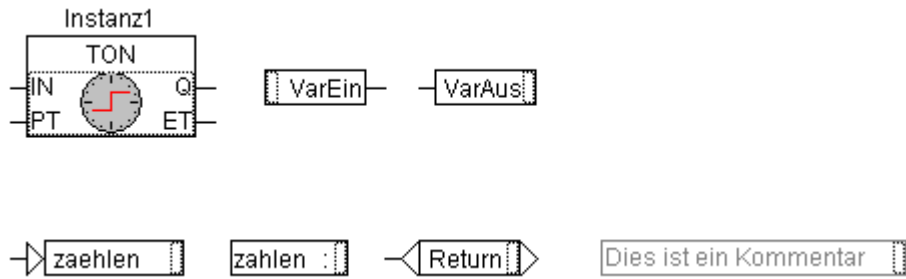 Instanz1
TON
IN Q
PT ET
VarEin
VarAus
zaehlen
zahlen :
Return
Dies ist ein Kommentar